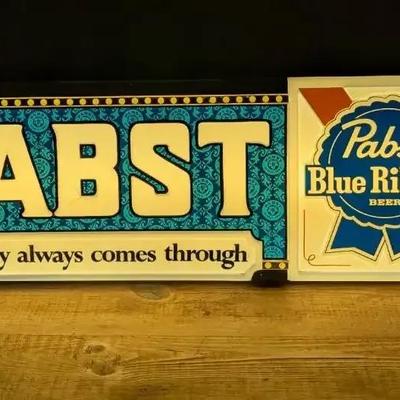 ABST
y always comes through
Pabs
Blue Ri
BEER